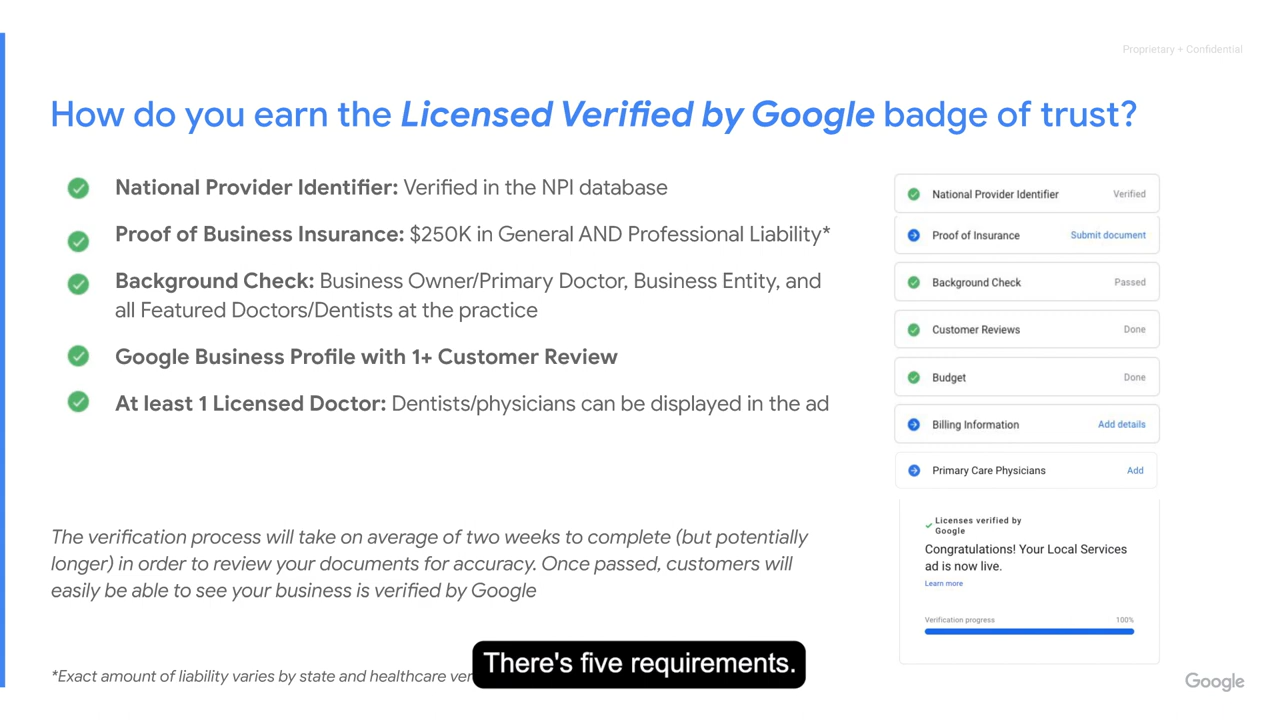 Proprietary + Confidential
How do you earn the Licensed Verified by Google badge of trust?
National Provider Identifier: Verified in the NPI database
Proof of Business Insurance: $250K in General AND Professional Liability*
Background Check: Business Owner/Primary Doctor, Business Entity, and
all Featured Doctors/Dentists at the practice
Google Business Profile with 1+ Customer Review
At least 1 Licensed Doctor: Dentists/physicians can be displayed in the ad
The verification process will take on average of two weeks to complete (but potentially
longer) in order to review your documents for accuracy. Once passed, customers will
easily be able to see your business is verified by Google
National Provider Identifier Verified
Proof of Insurance Submit document
Background Check Passed
Customer Reviews Done
Budget Done
Billing Information Add details
Primary Care Physicians Add
Licenses verified by
Google
Congratulations! Your Local Services
ad is now live.
Learn more
Verification progress 100%
*Exact amount of liability varies by state and healthcare
There's five requirements.
Google